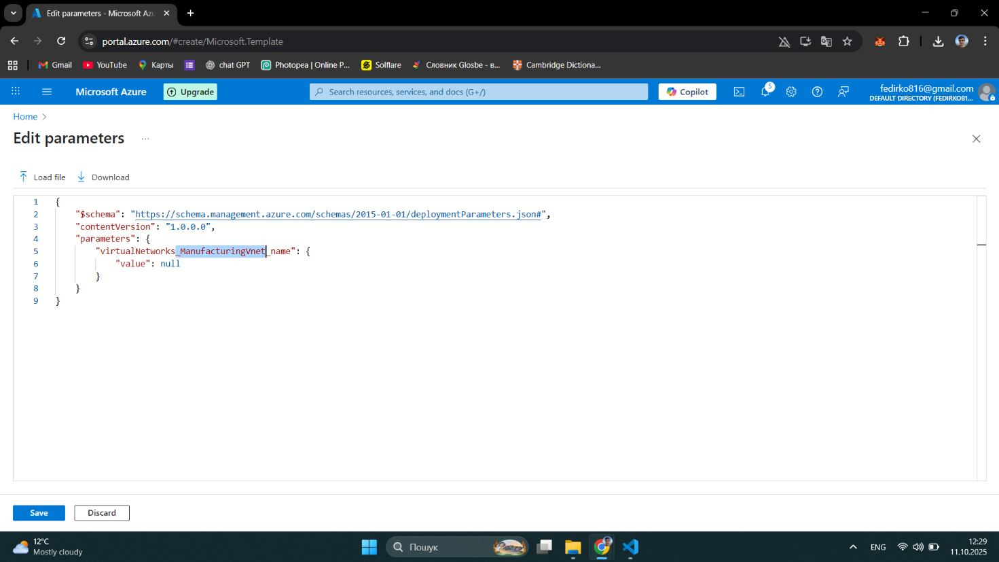 Edit parameters - Microsoft Azu
portal.azure.com/#create/Microsoft.Template
Gmail
YouTube
Карты
chat GPT
Photopea | Online P...
Solflare
Словник Glosbe - в...
Cambridge Dictiona...
Microsoft Azure
Upgrade
Search resources, services, and docs (G+/)
Copilot
5
fedirko816@gmail.com
DEFAULT DIRECTORY (FEDIRKO81...
Home
Edit parameters
Load file
Download
1 {
2 "$schema": "https://schema.management.azure.com/schemas/2015-01-01/deploymentParameters.json#",
3 "contentVersion": "1.0.0.0",
4 "parameters": {
5 "virtualNetworks_ManufacturingVnet_name": {
6 "value": null
7 }
8 }
9 }
Save
Discard
12°C
Mostly cloudy
Пошук
ENG
12:29
11.10.2025